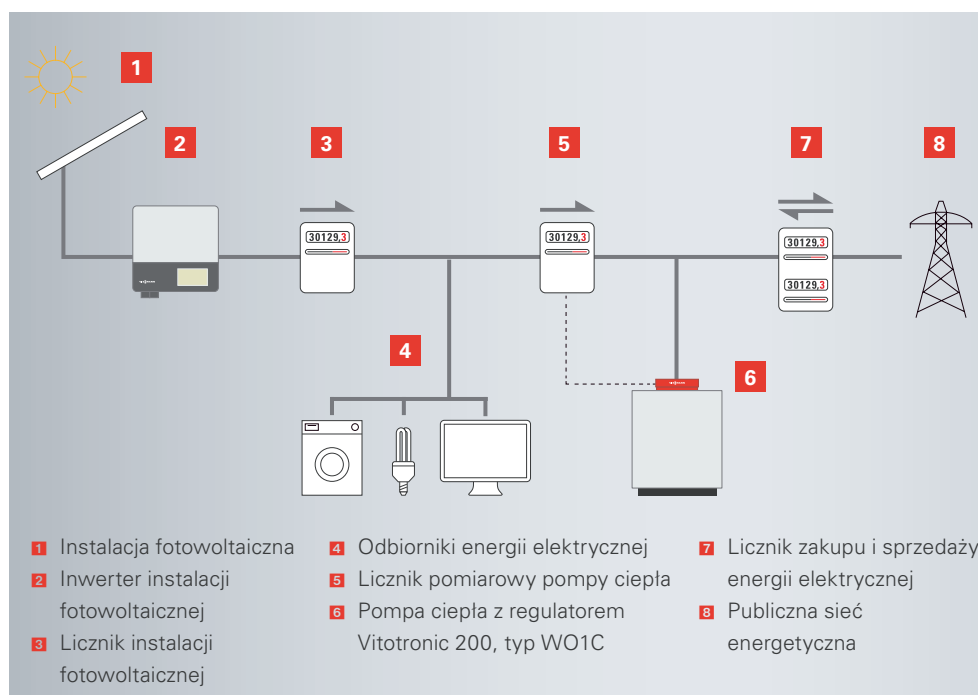 1
2
3
5
7
8
30129,3
30129,3
30129,3
30129,3
4
6
1 Instalacja fotowoltaiczna
2 Inwerter instalacji
fotowoltaicznej
3 Licznik instalacji
fotowoltaicznej
4 Odbiorniki energii elektrycznej
5 Licznik pomiarowy pompy ciepła
6 Pompa ciepła z regulatorem
Vitotronic 200, typ WO1C
7 Licznik zakupu i sprzedaży
energii elektrycznej
8 Publiczna sieć
energetyczna